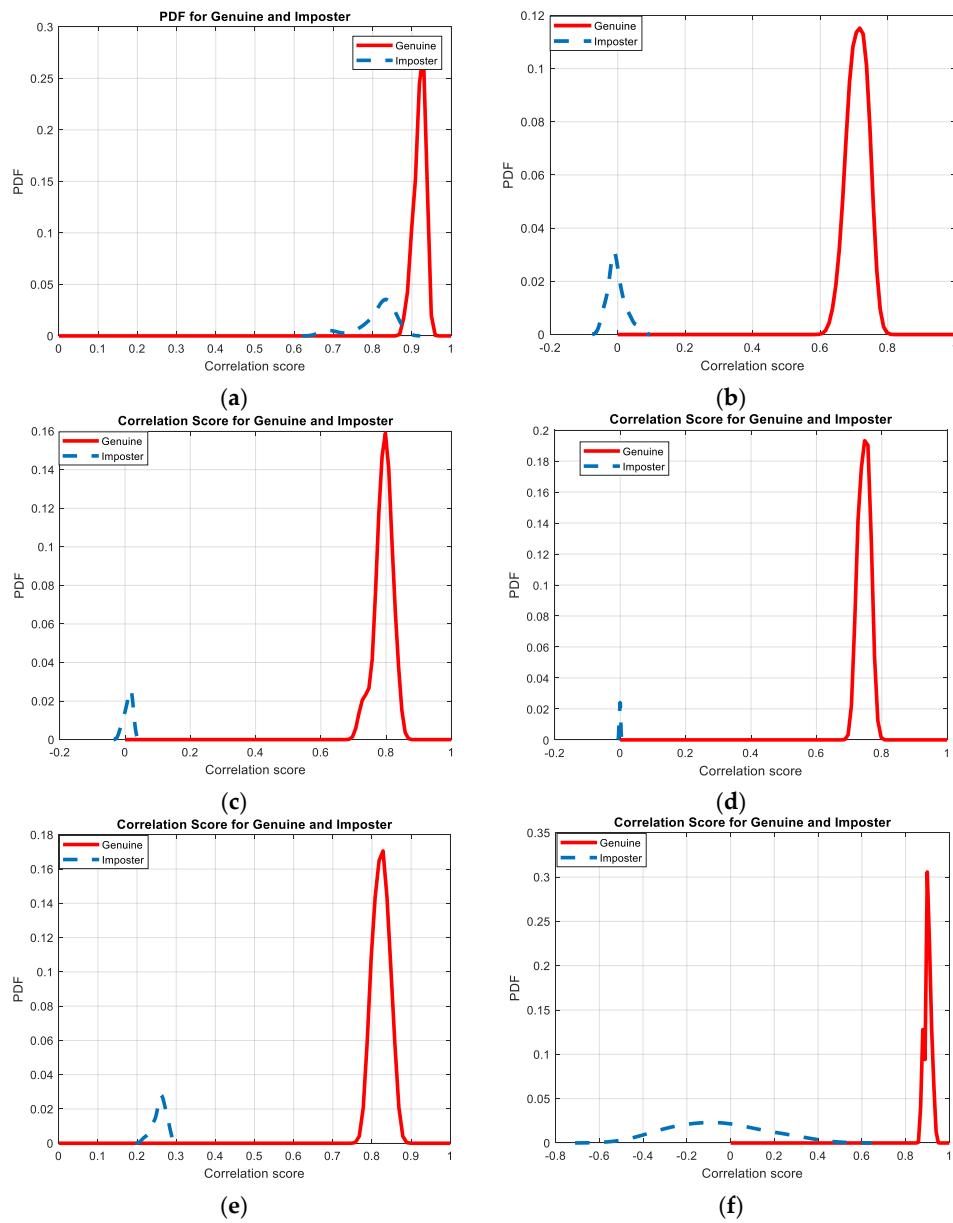 PDF for Genuine and Imposter
0.3
0.25
0.2
0.15
0.1
0.05
0
PDF
Genuine
Imposter
0 0.1 0.2 0.3 0.4 0.5 0.6 0.7 0.8 0.9 1
Correlation score
(a)
0.12
0.1
0.08
0.06
0.04
0.02
0
PDF
Genuine
Imposter
-0.2 0 0.2 0.4 0.6 0.8 1
Correlation score
(b)
Correlation Score for Genuine and Imposter
0.16
0.14
0.12
0.1
0.08
0.06
0.04
0.02
0
PDF
Genuine
Imposter
-0.2 0 0.2 0.4 0.6 0.8 1
Correlation score
(c)
Correlation Score for Genuine and Imposter
0.2
0.18
0.16
0.14
0.12
0.1
0.08
0.06
0.04
0.02
0
PDF
Genuine
Imposter
-0.2 0 0.2 0.4 0.6 0.8 1
Correlation score
(d)
Correlation Score for Genuine and Imposter
0.18
0.16
0.14
0.12
0.1
0.08
0.06
0.04
0.02
0
PDF
Genuine
Imposter
0 0.1 0.2 0.3 0.4 0.5 0.6 0.7 0.8 0.9 1
Correlation score
(e)
Correlation Score for Genuine and Imposter
0.35
0.3
0.25
0.2
0.15
0.1
0.05
0
PDF
Genuine
Imposter
-0.8 -0.6 -0.4 -0.2 0 0.2 0.4 0.6 0.8 1
Correlation score
(f)